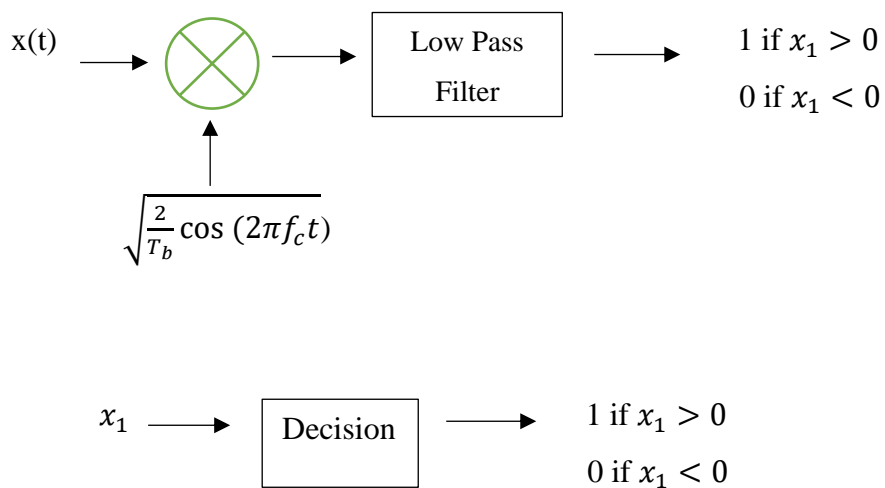 x(t)
Low Pass
Filter
1 if 𝑥₁ > 0
0 if 𝑥₁ < 0
√(2/T_b cos (2𝜋f_c t))
𝑥₁
Decision
1 if 𝑥₁ > 0
0 if 𝑥₁ < 0